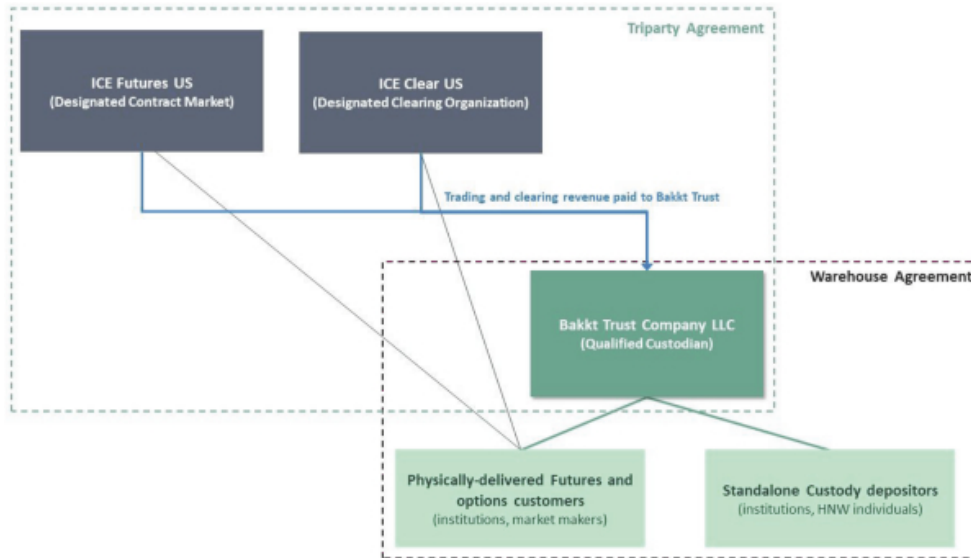 Triparty Agreement
ICE Futures US
(Designated Contract Market)
ICE Clear US
(Designated Clearing Organization)
Trading and clearing revenue paid to Bakkt Trust
Warehouse Agreement
Bakkt Trust Company LLC
(Qualified Custodian)
Physically-delivered Futures and
options customers
(institutions, market makers)
Standalone Custody depositors
(institutions, HNW individuals)